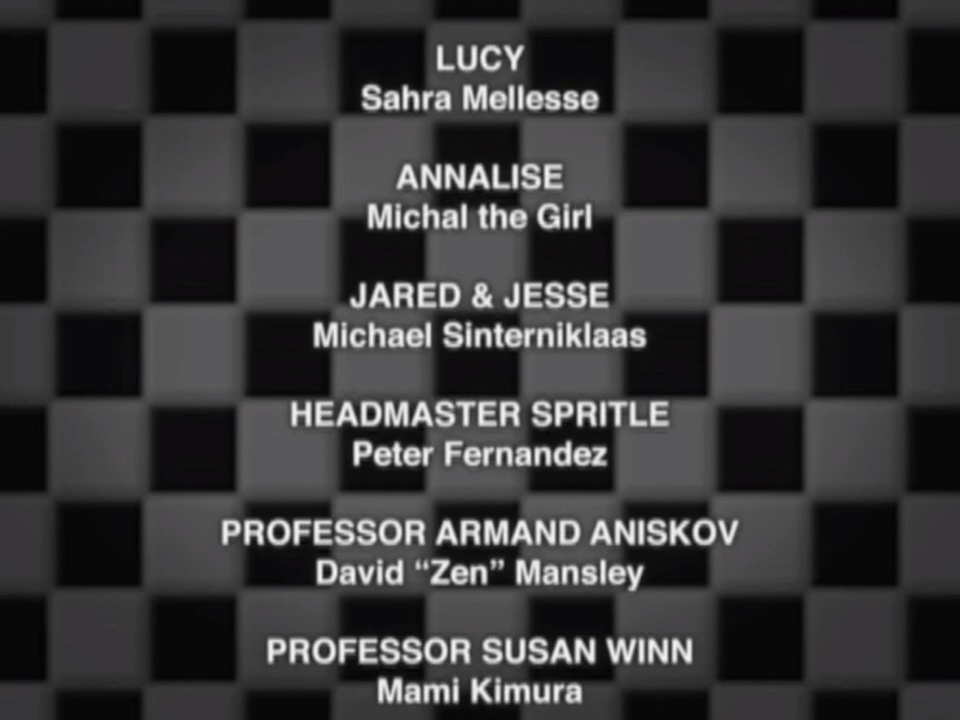 LUCY
Sahra Mellesse
ANNALISE
Michal the Girl
JARED & JESSE
Michael Sinterniklaas
HEADMASTER SPRITLE
Peter Fernandez
PROFESSOR ARMAND ANISKOV
David “Zen” Mansley
PROFESSOR SUSAN WINN
Mami Kimura